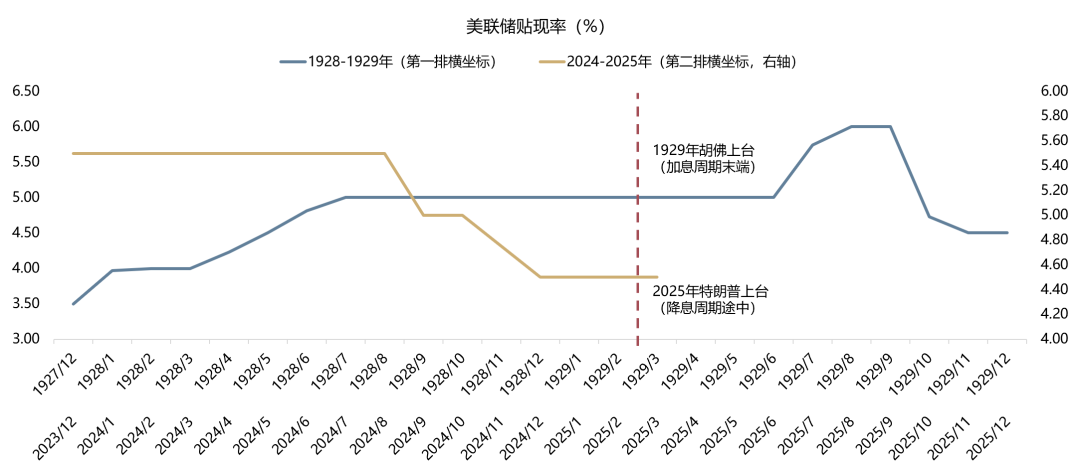 美联储贴现率（%）
1928-1929年（第一排横坐标） 2024-2025年（第二排横坐标，右轴）
6.50 6.00
6.00 5.80
5.50 5.60
5.00 5.40
4.50 5.20
4.00 5.00
3.50 4.80
3.00 4.60
4.40
4.20
4.00
1929年胡佛上台
（加息周期末端）
2025年特朗普上台
（降息周期途中）
1927/12 1928/1 1928/2 1928/3 1928/4 1928/5 1928/6 1928/7 1928/8 1928/9 1928/10 1928/11 1928/12 1929/1 1929/2 1929/3 1929/4 1929/5 1929/6 1929/7 1929/8 1929/9 1929/10 1929/11 1929/12
2023/12 2024/1 2024/2 2024/3 2024/4 2024/5 2024/6 2024/7 2024/8 2024/9 2024/10 2024/11 2024/12 2025/1 2025/2 2025/3 2025/4 2025/5 2025/6 2025/7 2025/8 2025/9 2025/10 2025/11 2025/12